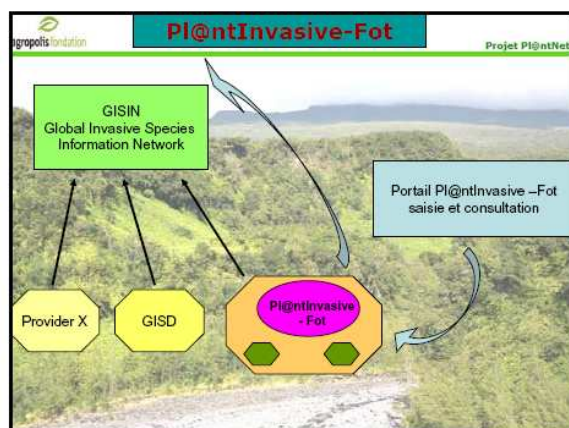 Pl@ntInvasive-Fot
agropolis fondation
Projet Pl@ntNet
GISIN
Global Invasive Species
Information Network
Portail Pl@ntInvasive –Fot
saisie et consultation
Provider X
GISD
Pl@ntInvasive
- Fot